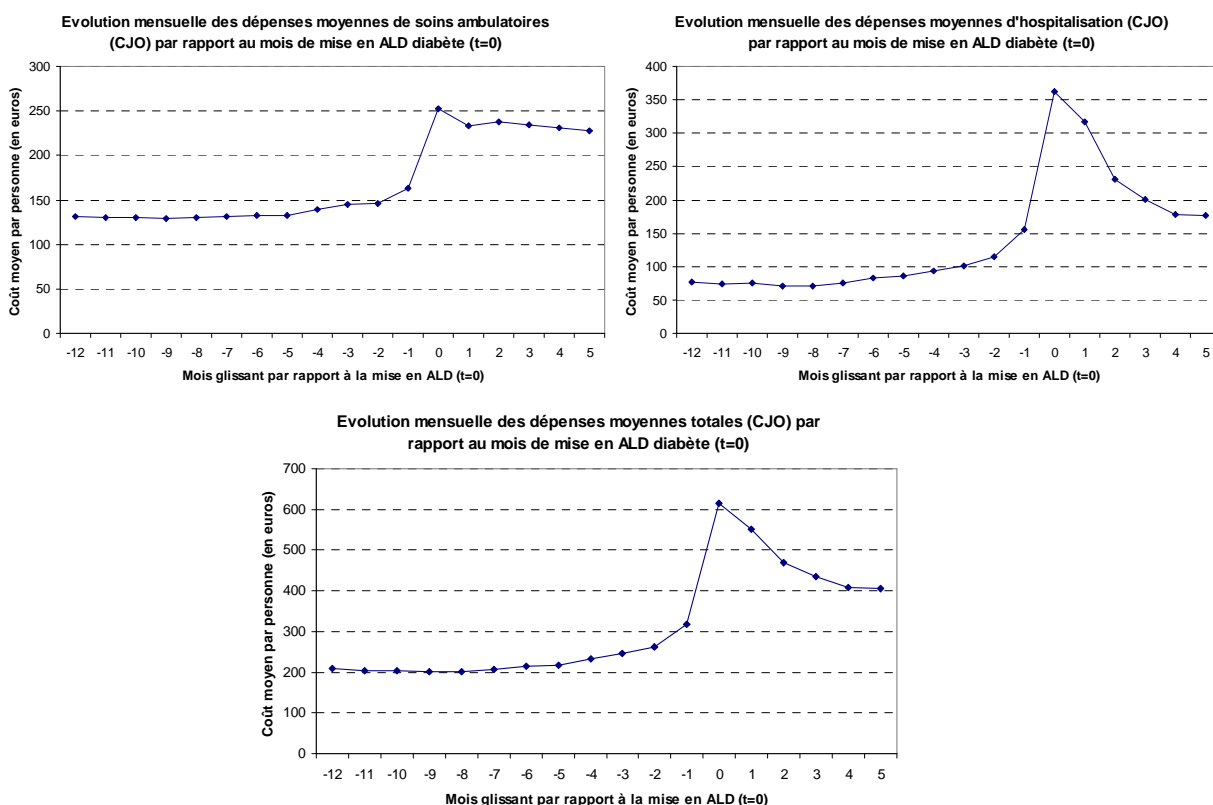 Evolution mensuelle des dépenses moyennes de soins ambulatoires
(CJO) par rapport au mois de mise en ALD diabète (t=0)
Coût moyen par personne (en euros)
300
250
200
150
100
50
0
-12 -11 -10 -9 -8 -7 -6 -5 -4 -3 -2 -1 0 1 2 3 4 5
Mois glissant par rapport à la mise en ALD (t=0)
Evolution mensuelle des dépenses moyennes d'hospitalisation (CJO)
par rapport au mois de mise en ALD diabète (t=0)
Coût moyen par personne (en euros)
400
350
300
250
200
150
100
50
0
-12 -11 -10 -9 -8 -7 -6 -5 -4 -3 -2 -1 0 1 2 3 4 5
Mois glissant par rapport à la mise en ALD (t=0)
Evolution mensuelle des dépenses moyennes totales (CJO) par
rapport au mois de mise en ALD diabète (t=0)
Coût moyen par personne (en euros)
700
600
500
400
300
200
100
0
-12 -11 -10 -9 -8 -7 -6 -5 -4 -3 -2 -1 0 1 2 3 4 5
Mois glissant par rapport à la mise en ALD (t=0)